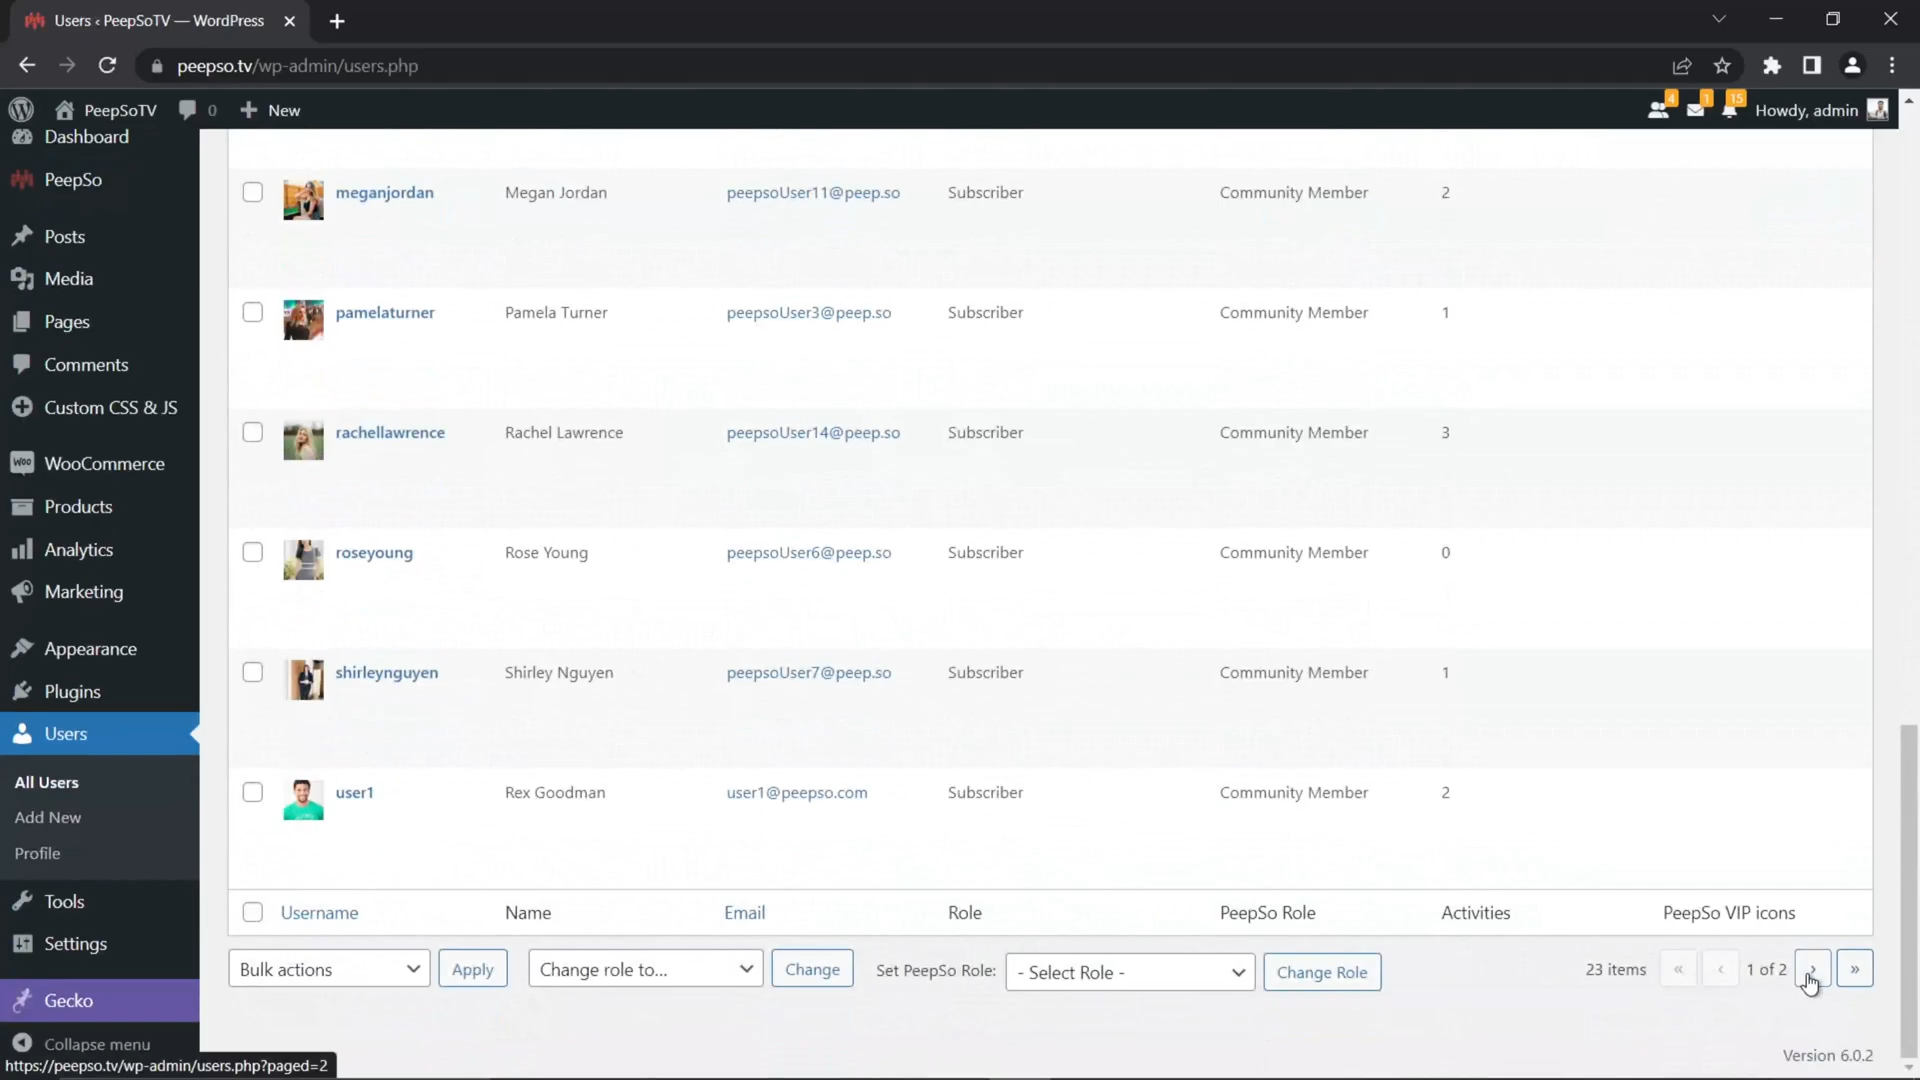 Users ‹ PeepSoTV — WordPress
peepso.tv/wp-admin/users.php
PeepSoTV 0 New
4 1 15 Howdy, admin
Dashboard
PeepSo
Posts
Media
Pages
Comments
Custom CSS & JS
Woo WooCommerce
Products
Analytics
Marketing
Appearance
Plugins
Users
All Users
Add New
Profile
Tools
Settings
Gecko
Collapse menu
https://peepso.tv/wp-admin/users.php?paged=2
meganjordan Megan Jordan peepsoUser11@peep.so Subscriber Community Member 2
pamelaturner Pamela Turner peepsoUser3@peep.so Subscriber Community Member 1
rachellawrence Rachel Lawrence peepsoUser14@peep.so Subscriber Community Member 3
roseyoung Rose Young peepsoUser6@peep.so Subscriber Community Member 0
shirleynguyen Shirley Nguyen peepsoUser7@peep.so Subscriber Community Member 1
user1 Rex Goodman user1@peepso.com Subscriber Community Member 2
Username Name Email Role PeepSo Role Activities PeepSo VIP icons
Bulk actions Apply Change role to... Change Set PeepSo Role: - Select Role - Change Role 23 items « ‹ 1 of 2 › »
Version 6.0.2